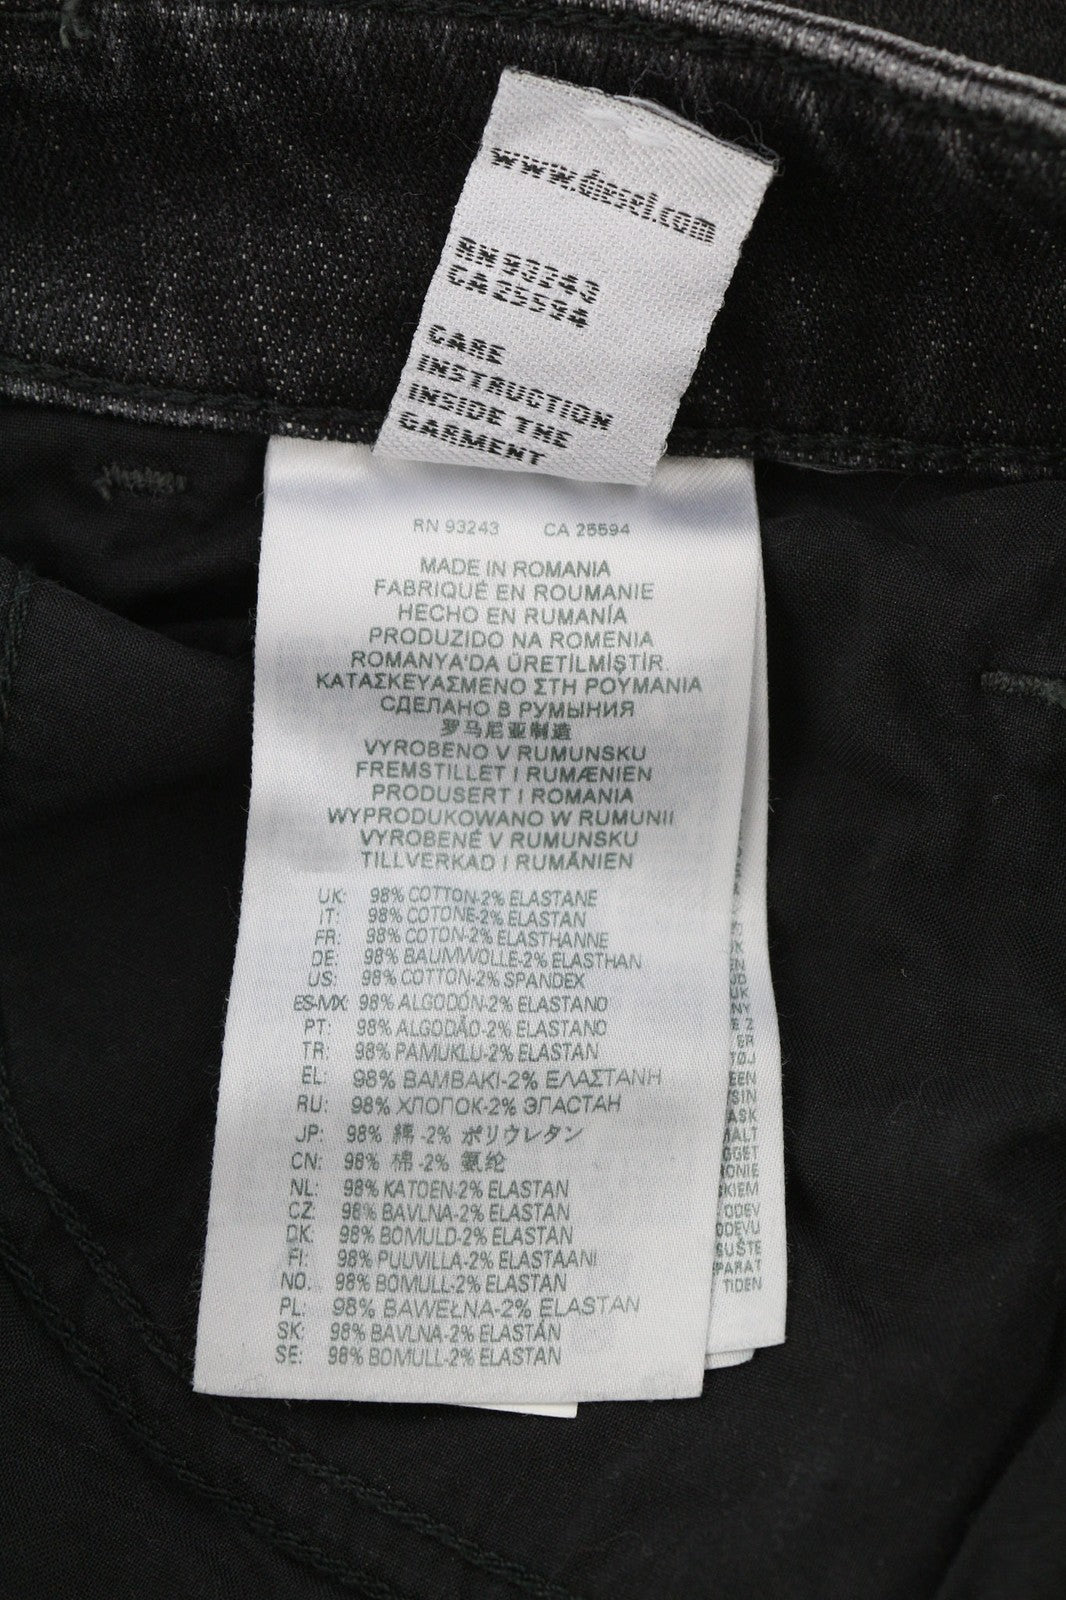 www.diesel.com
RN 93243
CA 25594
CARE
INSTRUCTION
INSIDE THE
GARMENT
RN 93243 CA 25594
MADE IN ROMANIA
FABRIQUÉ EN ROUMANIE
HECHO EN RUMANÍA
PRODUZIDO NA ROMENIA
ROMANYA'DA ÜRETİLMİŞTİR.
ΚΑΤΑΣΚΕΥΑΣΜΕΝΟ ΣΤΗ ΡΟΥΜΑΝΙΑ
СДЕЛАНО В РУМЫНИЯ
罗马尼亚制造
VYROBENO V RUMUNSKU
FREMSTILLET I RUMÆNIEN
PRODUSERT I ROMANIA
WYPRODUKOWANO W RUMUNII
VYROBENÉ V RUMUNSKU
TILLVERKAD I RUMÄNIEN
UK: 98% COTTON-2% ELASTANE
IT: 98% COTONE-2% ELASTAN
FR: 98% COTON-2% ELASTHANNE
DE: 98% BAUMWOLLE-2% ELASTHAN
US: 98% COTTON-2% SPANDEX
ES-MX: 98% ALGODÓN-2% ELASTANO
PT: 98% ALGODÃO-2% ELASTANO
TR: 98% PAMUKLU-2% ELASTAN
EL: 98% ΒΑΜΒΑΚΙ-2% ΕΛΑΣΤΑΝΗ
RU: 98% ХЛОПОК-2% ЭЛАСТАН
JP: 98% 綿 -2% ポリウレタン
CN: 98% 棉 -2% 氨纶
NL: 98% KATOEN-2% ELASTAN
CZ: 98% BAVLNA-2% ELASTAN
DK: 98% BOMULD-2% ELASTAN
FI: 98% PUUVILLA-2% ELASTAANI
NO: 98% BOMULL-2% ELASTAN
PL: 98% BAWEŁNA-2% ELASTAN
SK: 98% BAVLNA-2% ELASTÁN
SE: 98% BOMULL-2% ELASTAN